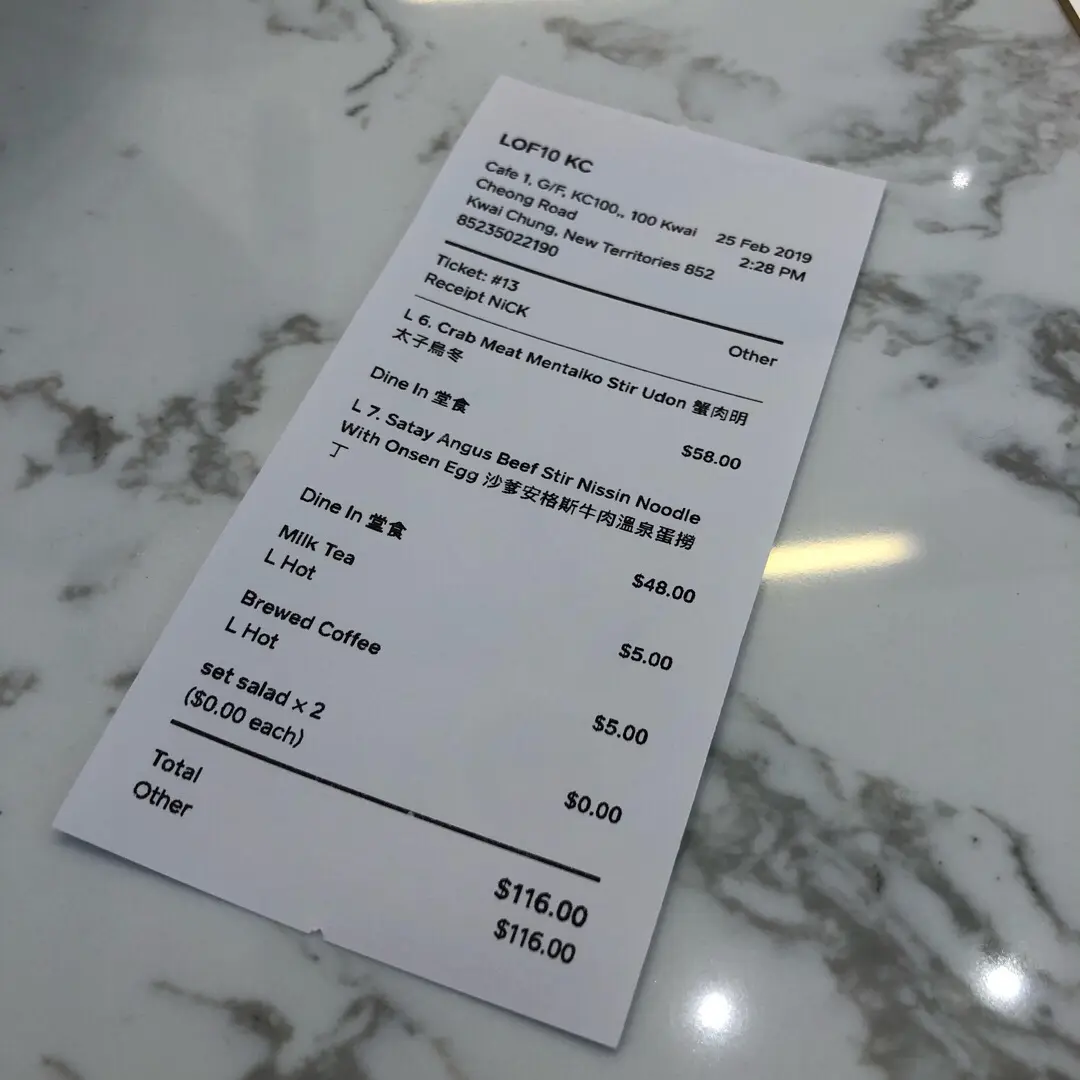 LOF10 KC
Cafe 1, G/F, KC100,, 100 Kwai
Cheong Road
Kwai Chung, New Territories 852
85235022190
25 Feb 2019
2:28 PM
Ticket: #13
Receipt NiCK
Other
L 6. Crab Meat Mentaiko Stir Udon 蟹肉明
太子烏冬
Dine In 堂食
$58.00
L 7. Satay Angus Beef Stir Nissin Noodle
With Onsen Egg 沙爹安格斯牛肉溫泉蛋撈
丁
Dine In 堂食
$48.00
Milk Tea
L Hot
$5.00
Brewed Coffee
L Hot
$5.00
set salad x 2
($0.00 each)
$0.00
Total
$116.00
Other
$116.00